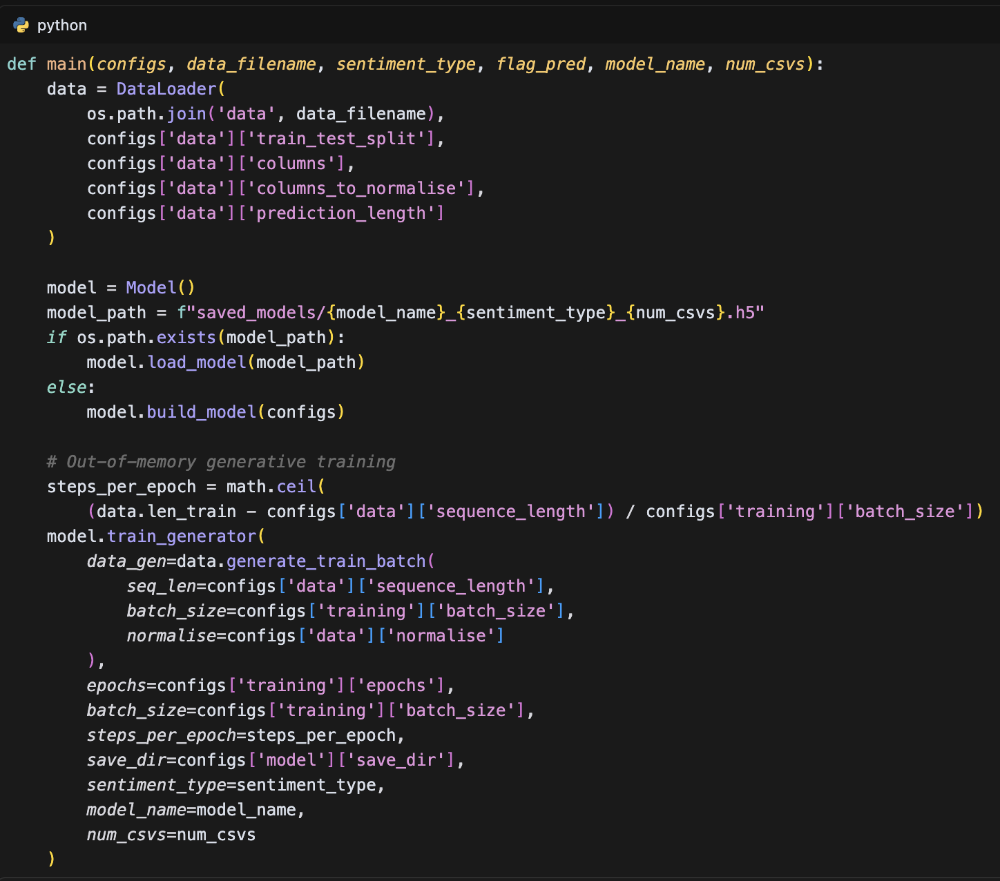 python
def main(configs, data_filename, sentiment_type, flag_pred, model_name, num_csvs):
    data = DataLoader(
        os.path.join('data', data_filename),
        configs['data']['train_test_split'],
        configs['data']['columns'],
        configs['data']['columns_to_normalise'],
        configs['data']['prediction_length']
    )

    model = Model()
    model_path = f"saved_models/{model_name}_{sentiment_type}_{num_csvs}.h5"
    if os.path.exists(model_path):
        model.load_model(model_path)
    else:
        model.build_model(configs)

    # Out-of-memory generative training
    steps_per_epoch = math.ceil(
        (data.len_train - configs['data']['sequence_length']) / configs['training']['batch_size'])
    model.train_generator(
        data_gen=data.generate_train_batch(
            seq_len=configs['data']['sequence_length'],
            batch_size=configs['training']['batch_size'],
            normalise=configs['data']['normalise']
        ),
        epochs=configs['training']['epochs'],
        batch_size=configs['training']['batch_size'],
        steps_per_epoch=steps_per_epoch,
        save_dir=configs['model']['save_dir'],
        sentiment_type=sentiment_type,
        model_name=model_name,
        num_csvs=num_csvs
    )